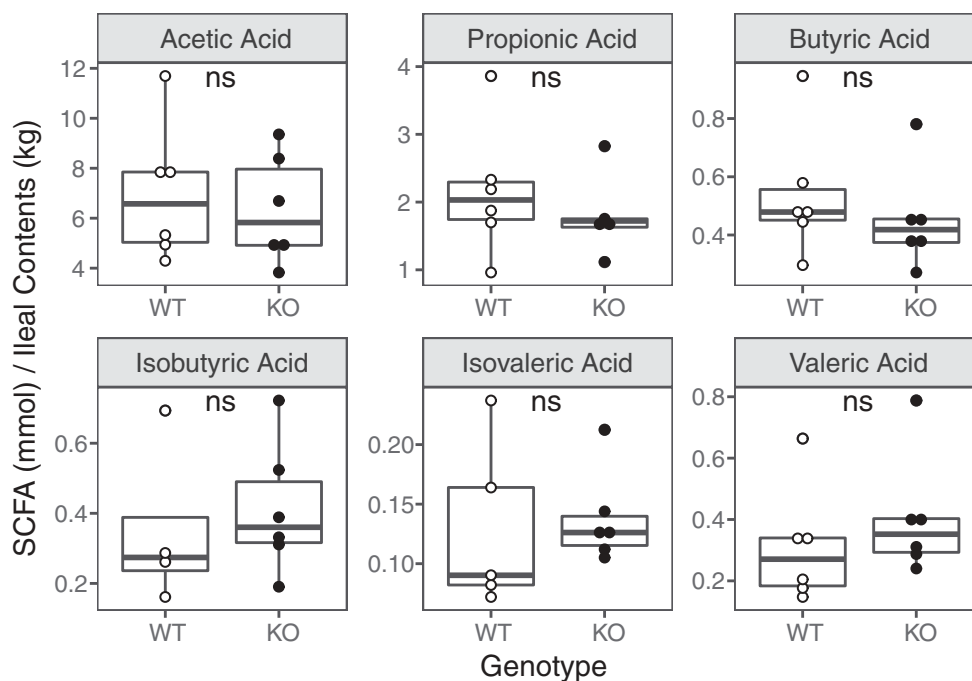 SCFA (mmol) / Ileal Contents (kg)
Acetic Acid
ns
12
10
8
6
4
WT KO
Propionic Acid
ns
4
3
2
1
WT KO
Butyric Acid
ns
0.8
0.6
0.4
WT KO
Isobutyric Acid
ns
0.6
0.4
0.2
WT KO
Isovaleric Acid
ns
0.20
0.15
0.10
WT KO
Valeric Acid
ns
0.8
0.6
0.4
0.2
WT KO
Genotype